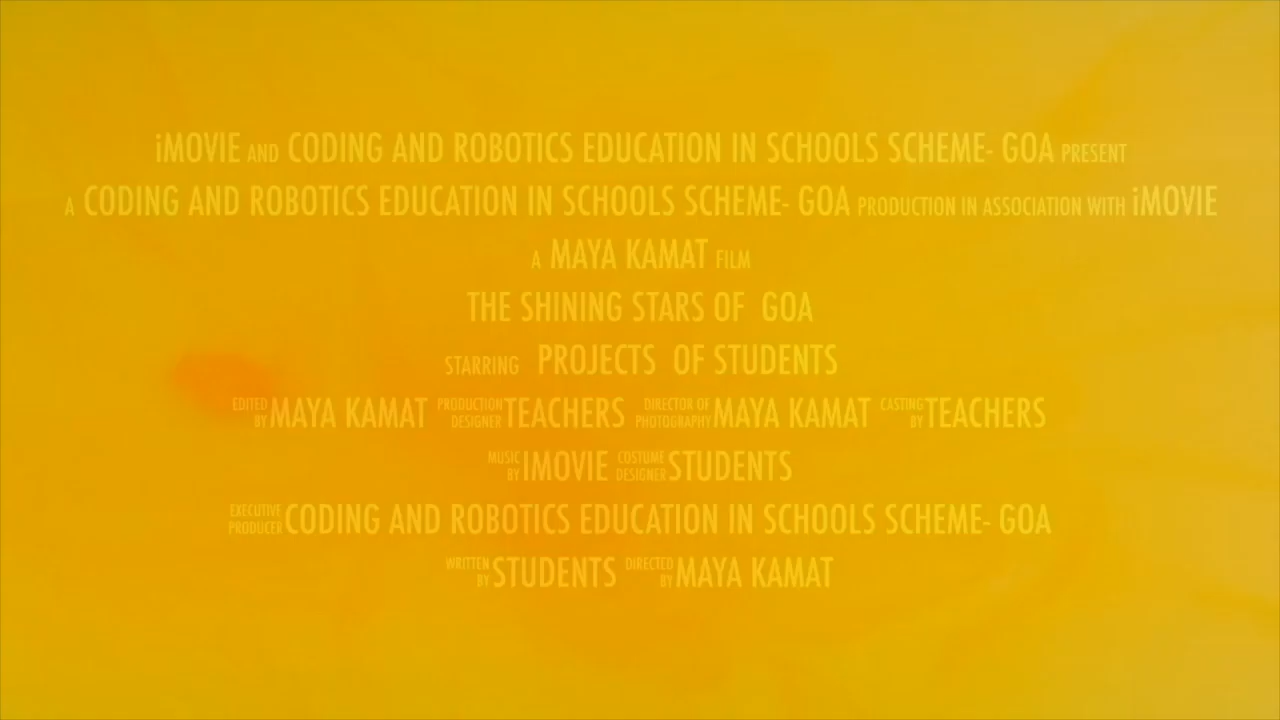 iMOVIE AND CODING AND ROBOTICS EDUCATION IN SCHOOLS SCHEME- GOA PRESENT
A CODING AND ROBOTICS EDUCATION IN SCHOOLS SCHEME- GOA PRODUCTION IN ASSOCIATION WITH iMOVIE
A MAYA KAMAT FILM
THE SHINING STARS OF GOA
STARRING PROJECTS OF STUDENTS
EDITED BY MAYA KAMAT PRODUCTION DESIGNER TEACHERS DIRECTOR OF PHOTOGRAPHY MAYA KAMAT CASTING BY TEACHERS
MUSIC BY IMOVIE COSTUME DESIGNER STUDENTS
EXECUTIVE PRODUCER CODING AND ROBOTICS EDUCATION IN SCHOOLS SCHEME- GOA
WRITTEN BY STUDENTS DIRECTED BY MAYA KAMAT